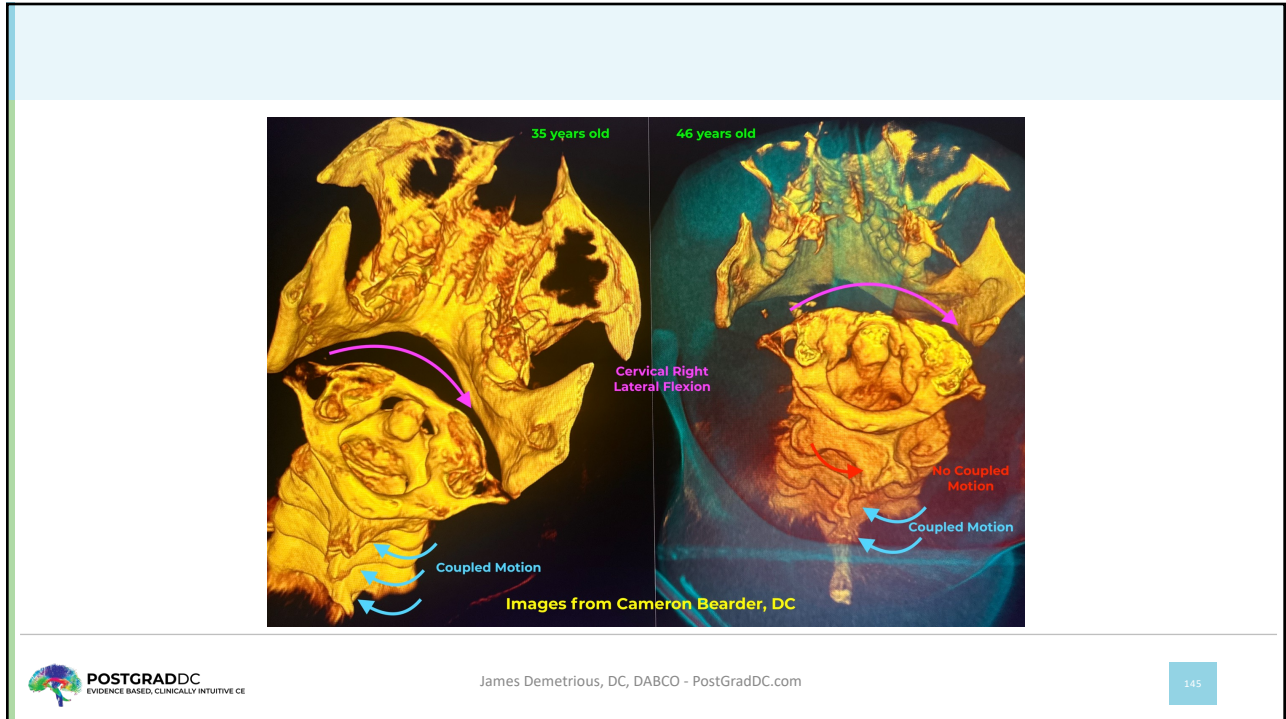 35 years old
46 years old
Cervical Right
Lateral Flexion
No Coupled
Motion
Coupled Motion
Coupled Motion
Images from Cameron Bearder, DC
POSTGRADDC
EVIDENCE BASED, CLINICALLY INTUITIVE CE
James Demetrious, DC, DABCO - PostGradDC.com
145